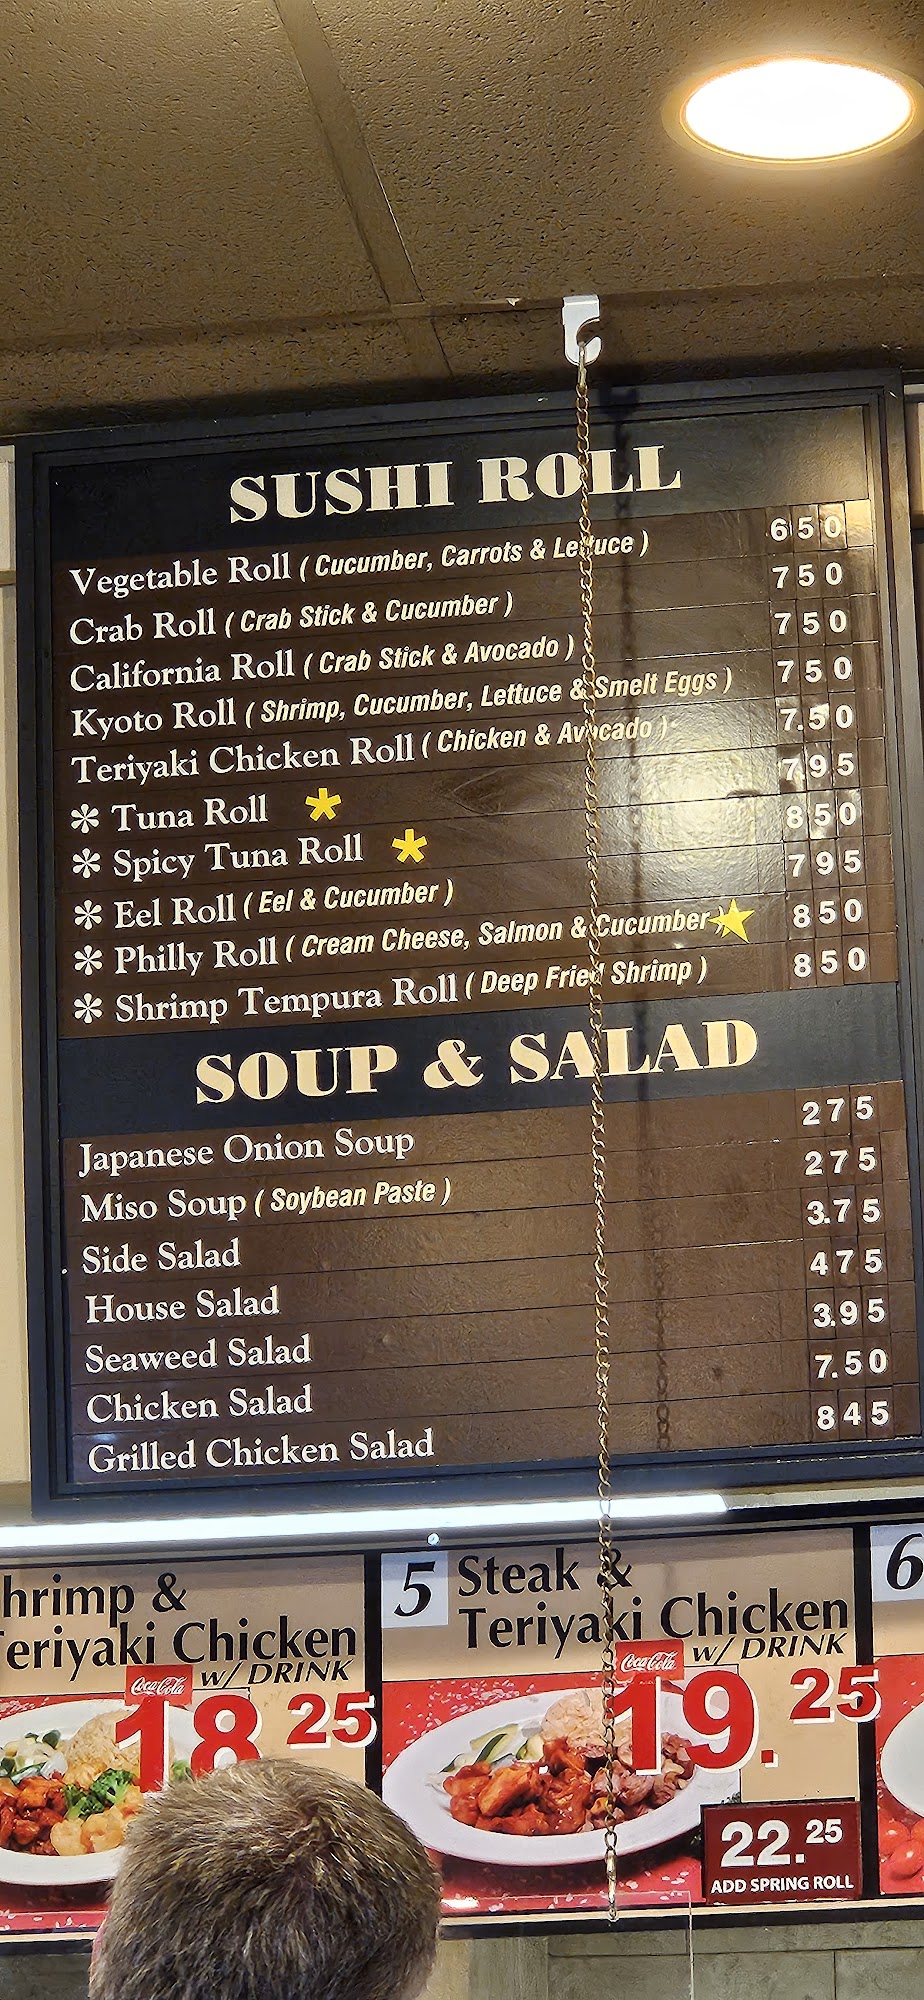 SUSHI ROLL
Vegetable Roll ( Cucumber, Carrots & Lettuce ) 650
Crab Roll ( Crab Stick & Cucumber ) 750
California Roll ( Crab Stick & Avocado ) 750
Kyoto Roll ( Shrimp, Cucumber, Lettuce & Smelt Eggs ) 750
Teriyaki Chicken Roll ( Chicken & Avocado ) 7.50
* Tuna Roll * 795
* Spicy Tuna Roll * 850
* Eel Roll ( Eel & Cucumber ) 795
* Philly Roll ( Cream Cheese, Salmon & Cucumber ) ★ 850
* Shrimp Tempura Roll ( Deep Fried Shrimp ) 850
SOUP & SALAD
Japanese Onion Soup 275
Miso Soup ( Soybean Paste ) 275
Side Salad 3.75
House Salad 475
Seaweed Salad 3.95
Chicken Salad 7.50
Grilled Chicken Salad 845
hrimp &
eriyaki Chicken
w/ DRINK
Coca-Cola
18 25
5 Steak &
Teriyaki Chicken
w/ DRINK
Coca-Cola
19.25
22.25
ADD SPRING ROLL
6